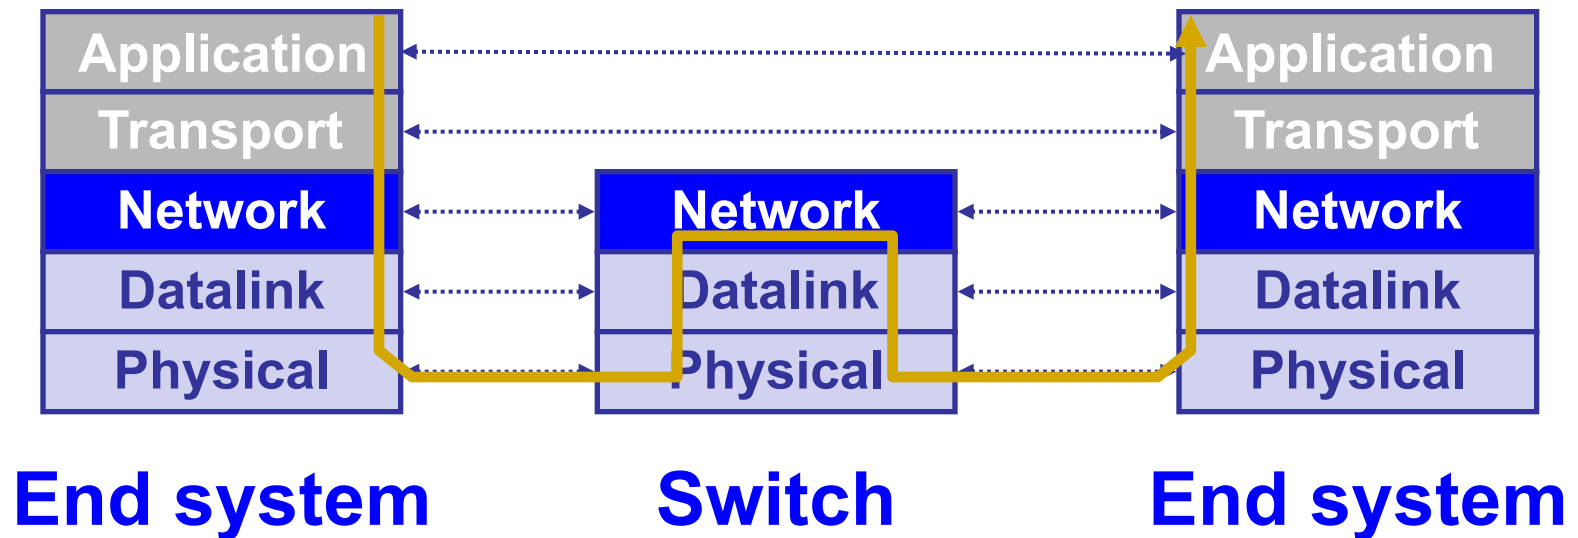 Application Application
Transport Transport
Network Network Network
Datalink Datalink Datalink
Physical Physical Physical
End system Switch End system